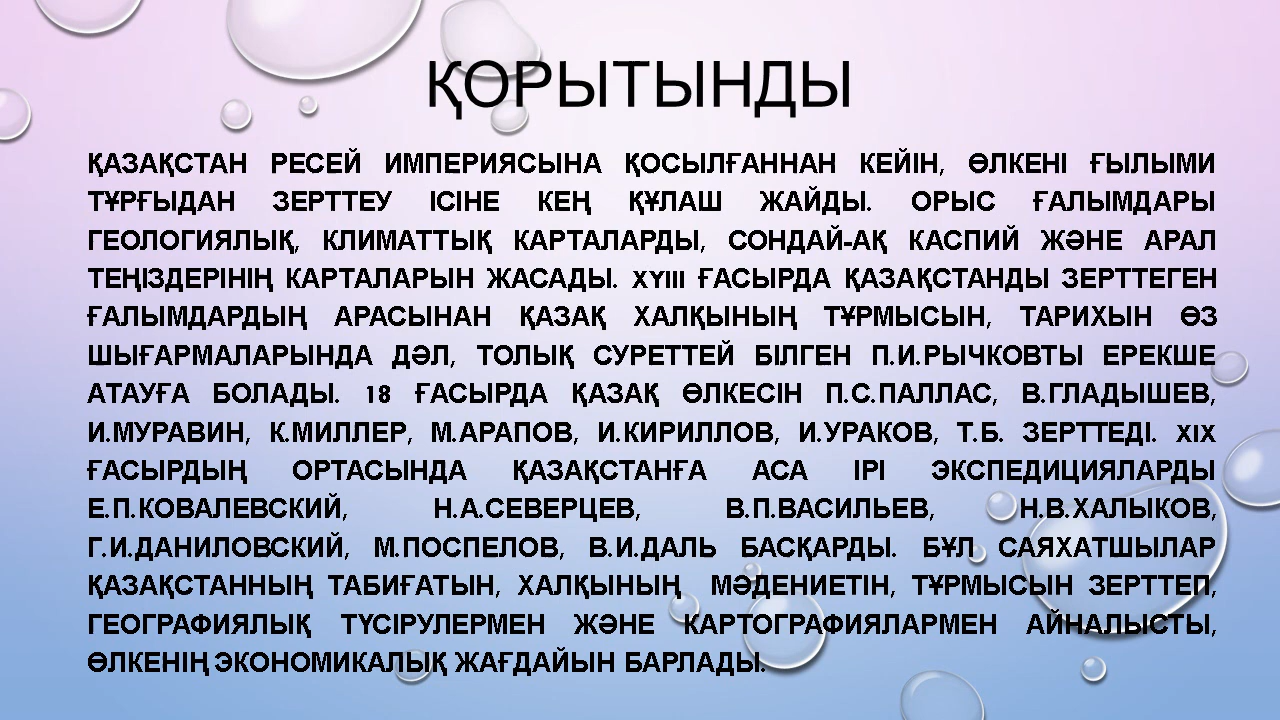 ҚОРЫТЫНДЫ
ҚАЗАҚСТАН РЕСЕЙ ИМПЕРИЯСЫНА ҚОСЫЛҒАННАН КЕЙІН, ӨЛКЕНІ ҒЫЛЫМИ
ТҰРҒЫДАН ЗЕРТТЕУ ІСІНЕ КЕҢ ҚҰЛАШ ЖАЙДЫ. ОРЫС ҒАЛЫМДАРЫ
ГЕОЛОГИЯЛЫҚ, КЛИМАТТЫҚ КАРТАЛАРДЫ, СОНДАЙ-АҚ КАСПИЙ ЖӘНЕ АРАЛ
ТЕҢІЗДЕРІНІҢ КАРТАЛАРЫН ЖАСАДЫ. XҮІІІ ҒАСЫРДА ҚАЗАҚСТАНДЫ ЗЕРТТЕГЕН
ҒАЛЫМДАРДЫҢ АРАСЫНАН ҚАЗАҚ ХАЛҚЫНЫҢ ТҰРМЫСЫН, ТАРИХЫН ӨЗ
ШЫҒАРМАЛАРЫНДА ДӘЛ, ТОЛЫҚ СУРЕТТЕЙ БІЛГЕН П.И.РЫЧКОВТЫ ЕРЕКШЕ
АТАУҒА БОЛАДЫ. 18 ҒАСЫРДА ҚАЗАҚ ӨЛКЕСІН П.С.ПАЛЛАС, В.ГЛАДЫШЕВ,
И.МУРАВИН, К.МИЛЛЕР, М.АРАПОВ, И.КИРИЛЛОВ, И.УРАКОВ, Т.Б. ЗЕРТТЕДІ. XIX
ҒАСЫРДЫҢ ОРТАСЫНДА ҚАЗАҚСТАНҒА АСА ІРІ ЭКСПЕДИЦИЯЛАРДЫ
Е.П.КОВАЛЕВСКИЙ, Н.А.СЕВЕРЦЕВ, В.П.ВАСИЛЬЕВ, Н.В.ХАЛЫКОВ,
Г.И.ДАНИЛОВСКИЙ, М.ПОСПЕЛОВ, В.И.ДАЛЬ БАСҚАРДЫ. БҰЛ САЯХАТШЫЛАР
ҚАЗАҚСТАННЫҢ ТАБИҒАТЫН, ХАЛҚЫНЫҢ МӘДЕНИЕТІН, ТҰРМЫСЫН ЗЕРТТЕП,
ГЕОГРАФИЯЛЫҚ ТҮСІРУЛЕРМЕН ЖӘНЕ КАРТОГРАФИЯЛАРМЕН АЙНАЛЫСТЫ,
ӨЛКЕНІҢ ЭКОНОМИКАЛЫҚ ЖАҒДАЙЫН БАРЛАДЫ.